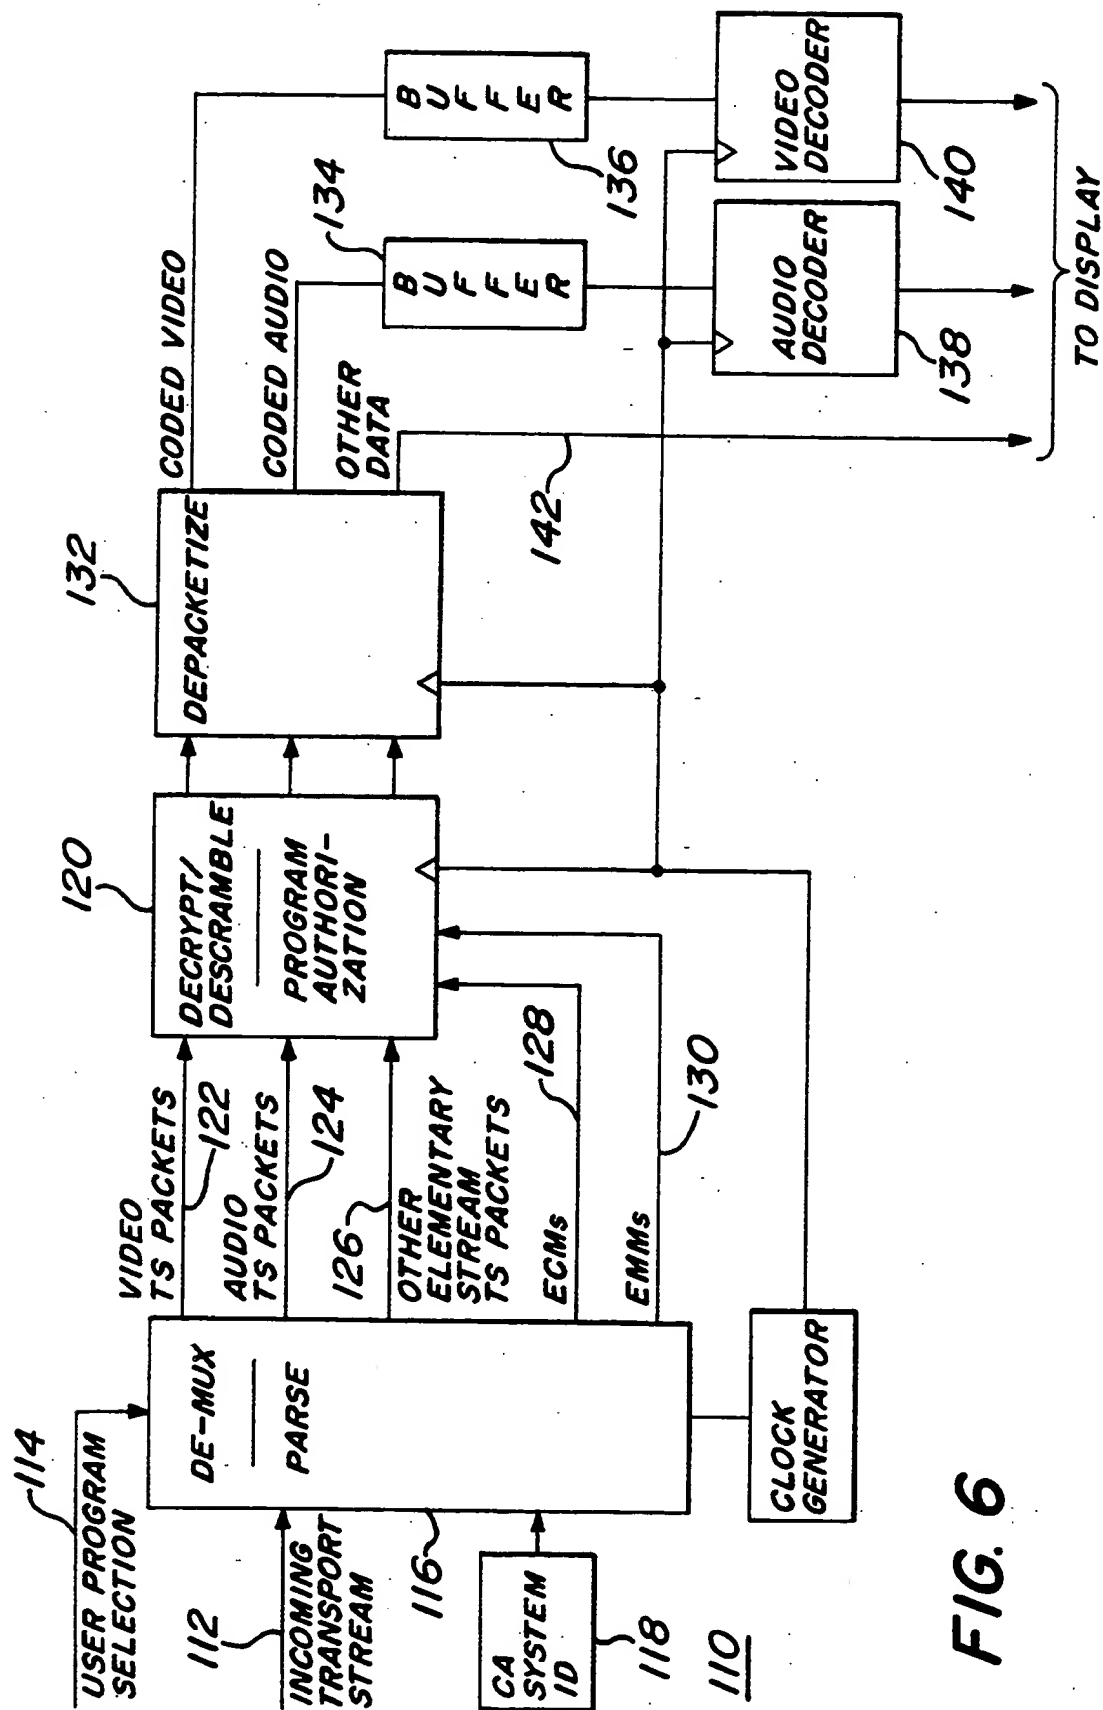 114
USER PROGRAM
SELECTION
112
INCOMING
TRANSPORT
STREAM
116
CA
SYSTEM
ID
118
110
DE-MUX
PARSE
CLOCK
GENERATOR
VIDEO
TS PACKETS
122
AUDIO
TS PACKETS
124
126
OTHER
ELEMENTARY
STREAM
TS PACKETS
ECMs
128
EMMs
130
120
DECRYPT/
DESCRAMBLE
PROGRAM
AUTHORI-
ZATION
132
DEPACKETIZE
CODED VIDEO
CODED AUDIO
OTHER
DATA
142
134
BUFFER
136
BUFFER
AUDIO
DECODER
138
VIDEO
DECODER
140
TO DISPLAY
FIG. 6